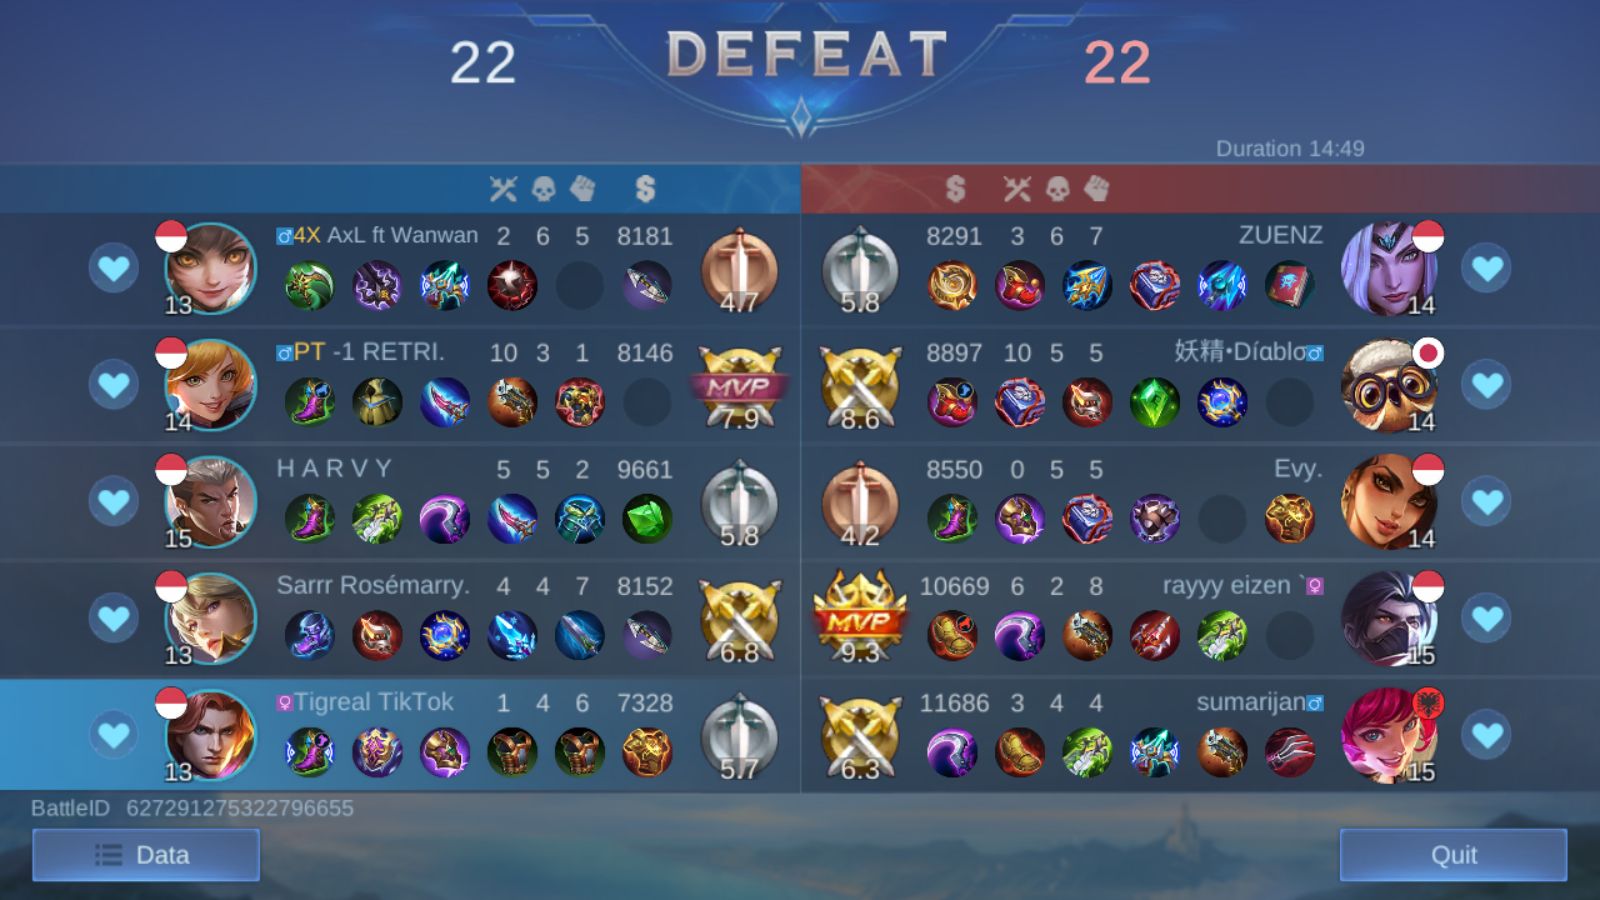 22 DEFEAT 22
Duration 14:49
4X AxL ft Wanwan 2 6 5 8181 4.7 13
5.8 8291 3 6 7 ZUENZ 14
PT -1 RETRI. 10 3 1 8146 MVP 7.9 14
8.6 8897 10 5 5 妖精•Díαblσ 14
H A R V Y 5 5 2 9661 5.8 15
4.2 8550 0 5 5 Evy. 14
Sarrr Rosémarry. 4 4 7 8152 6.8 13
MVP 9.3 10669 6 2 8 rayyy eizen ` 15
Tigreal TikTok 1 4 6 7328 5.7 13
6.3 11686 3 4 4 sumarijan 15
BattleID 627291275322796655
Data
Quit